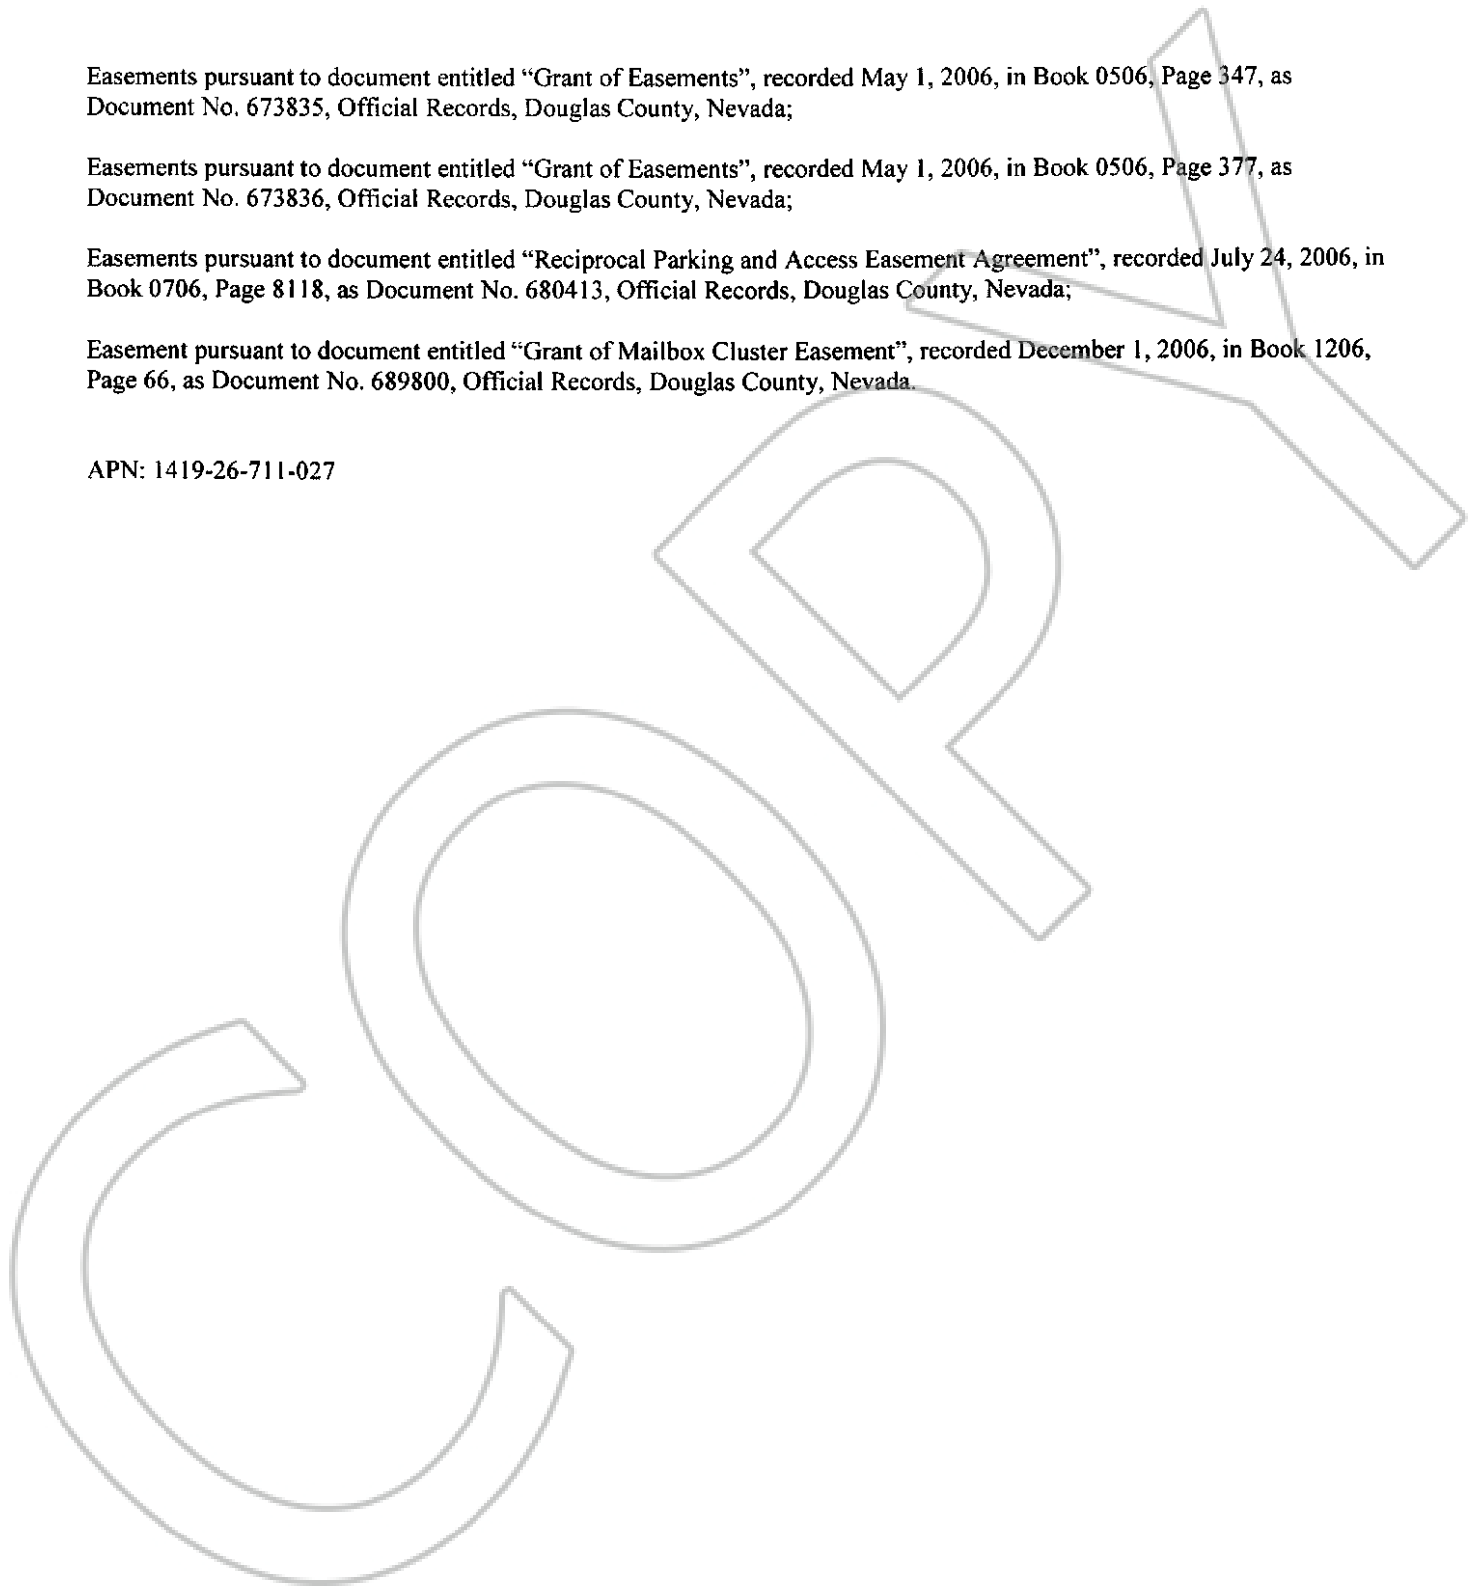 Easements pursuant to document entitled “Grant of Easements”, recorded May 1, 2006, in Book 0506, Page 347, as
Document No. 673835, Official Records, Douglas County, Nevada;
Easements pursuant to document entitled “Grant of Easements”, recorded May 1, 2006, in Book 0506, Page 377, as
Document No. 673836, Official Records, Douglas County, Nevada;
Easements pursuant to document entitled “Reciprocal Parking and Access Easement Agreement”, recorded July 24, 2006, in
Book 0706, Page 8118, as Document No. 680413, Official Records, Douglas County, Nevada;
Easement pursuant to document entitled “Grant of Mailbox Cluster Easement”, recorded December 1, 2006, in Book 1206,
Page 66, as Document No. 689800, Official Records, Douglas County, Nevada.
APN: 1419-26-711-027
COPY